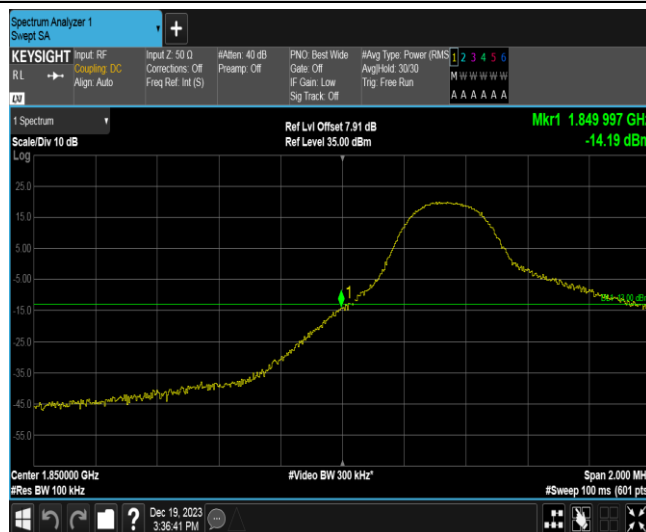 Spectrum Analyzer 1
Swept SA
KEYSIGHT
RL
LXI
Input: RF
Coupling: DC
Align: Auto
Input Z: 50 Ω
Corrections: Off
Freq Ref: Int (S)
#Atten: 40 dB
Preamp: Off
PNO: Best Wide
Gate: Off
IF Gain: Low
Sig Track: Off
#Avg Type: Power (RMS
Avg|Hold: 30/30
Trig: Free Run
1 2 3 4 5 6
M W W W W W
A A A A A A
1 Spectrum
Scale/Div 10 dB
Log
Ref Lvl Offset 7.91 dB
Ref Level 35.00 dBm
Mkr1 1.849 997 GHz
-14.19 dBm
25.0
15.0
5.00
-5.00
-15.0
-25.0
-35.0
-45.0
-55.0
1
Center 1.850000 GHz
#Res BW 100 kHz
#Video BW 300 kHz*
Span 2.000 MH
#Sweep 100 ms (601 pts
?
Dec 19, 2023
3:36:41 PM